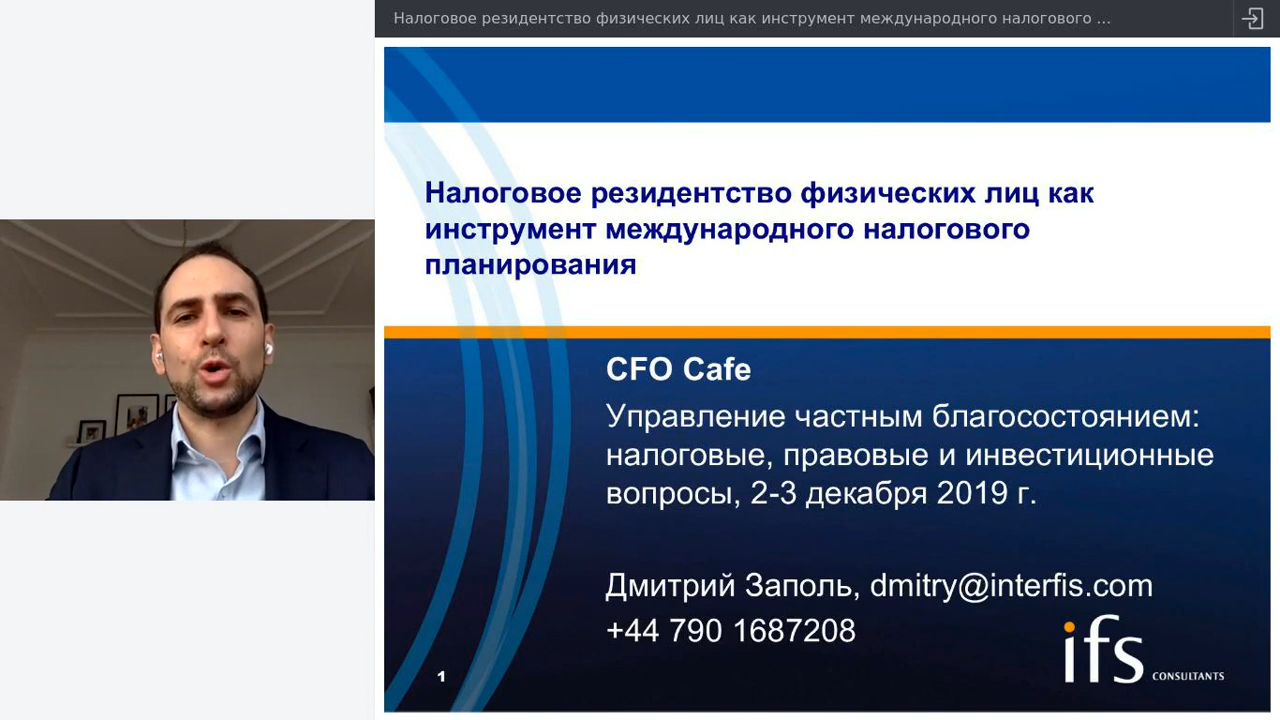 Налоговое резидентство физических лиц как инструмент международного налогового ...
Налоговое резидентство физических лиц как
инструмент международного налогового
планирования
CFO Cafe
Управление частным благосостоянием:
налоговые, правовые и инвестиционные
вопросы, 2-3 декабря 2019 г.
Дмитрий Заполь, dmitry@interfis.com
+44 790 1687208
ifs CONSULTANTS
1